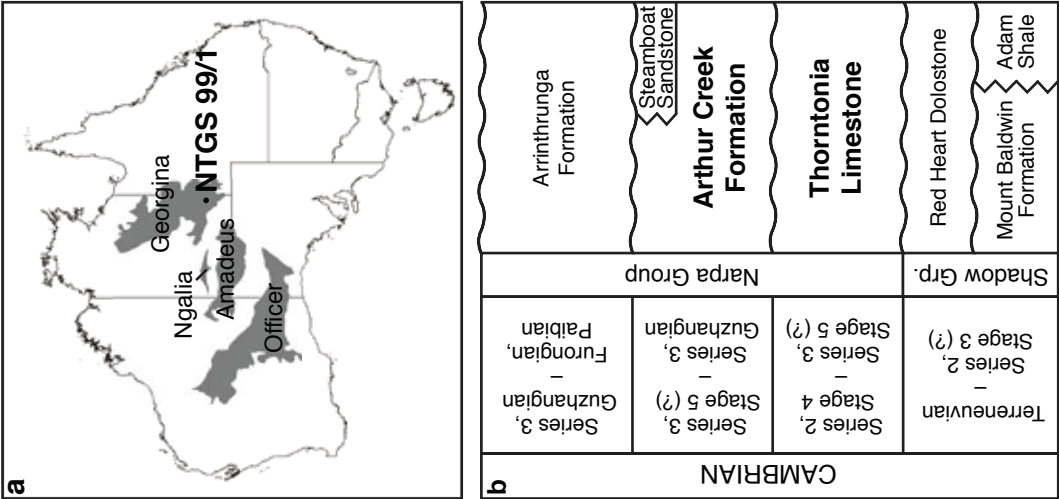 a
Georgina
NTGS 99/1
Ngalia
Amadeus
Officer
b
CAMBRIAN
Series 3,
Guzhangian
–
Furongian,
Paibian
Series 3,
Stage 5 (?)
–
Series 3,
Guzhangian
Series 2,
Stage 4
–
Series 3,
Stage 5 (?)
Terreneuvian
–
Series 2,
Stage 3 (?)
Narpa Group
Shadow Grp.
Arrinthrunga
Formation
Steamboat
Sandstone
Arthur Creek
Formation
Thorntonia
Limestone
Red Heart Dolostone
Mount Baldwin
Formation
Adam
Shale